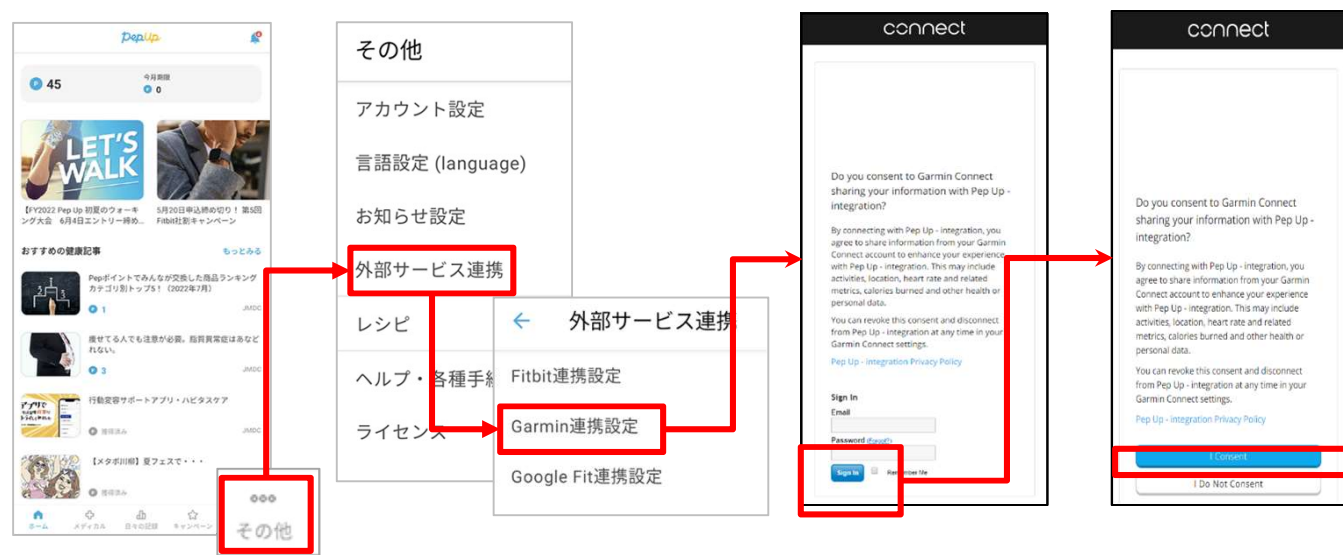 PepUp
4
P 45
今月期限
P 0
LET'S
WALK
【FY2022 Pep Up 初夏のウォーキ
ング大会 6月4日エントリー締め...
5月20日申込締め切り! 第5回
Fitbit社割キャンペーン
おすすめの健康記事
もっとみる
Pepポイントでみんなが交換した商品ランキング
カテゴリ別トップ5!(2022年7月)
P 1
JMDC
痩せてる人でも注意が必要。脂質異常症はあなど
れない。
P 3
JMDC
行動変容サポートアプリ・ハビタスケア
P 獲得済み
JMDC
【メタボ川柳】夏フェスで・・・
P 獲得済み
ホーム
メディカル
日々の記録
キャンペーン
その他
その他
アカウント設定
言語設定 (language)
お知らせ設定
外部サービス連携
レシピ
ヘルプ・各種手続
ライセンス
← 外部サービス連携
Fitbit連携設定
Garmin連携設定
Google Fit連携設定
connect
Do you consent to Garmin Connect
sharing your information with Pep Up -
integration?
By connecting with Pep Up - integration, you
agree to share information from your Garmin
Connect account to enhance your experience
with Pep Up - integration. This may include
activities, location, heart rate and related
metrics, calories burned and other health or
personal data.
You can revoke this consent and disconnect
from Pep Up - integration at any time in your
Garmin Connect settings.
Pep Up - integration Privacy Policy
Sign In
Email
Password (Forgot?)
Sign In
Remember Me
connect
Do you consent to Garmin Connect
sharing your information with Pep Up -
integration?
By connecting with Pep Up - integration, you
agree to share information from your Garmin
Connect account to enhance your experience
with Pep Up - integration. This may include
activities, location, heart rate and related
metrics, calories burned and other health or
personal data.
You can revoke this consent and disconnect
from Pep Up - integration at any time in your
Garmin Connect settings.
Pep Up - integration Privacy Policy
I Consent
I Do Not Consent